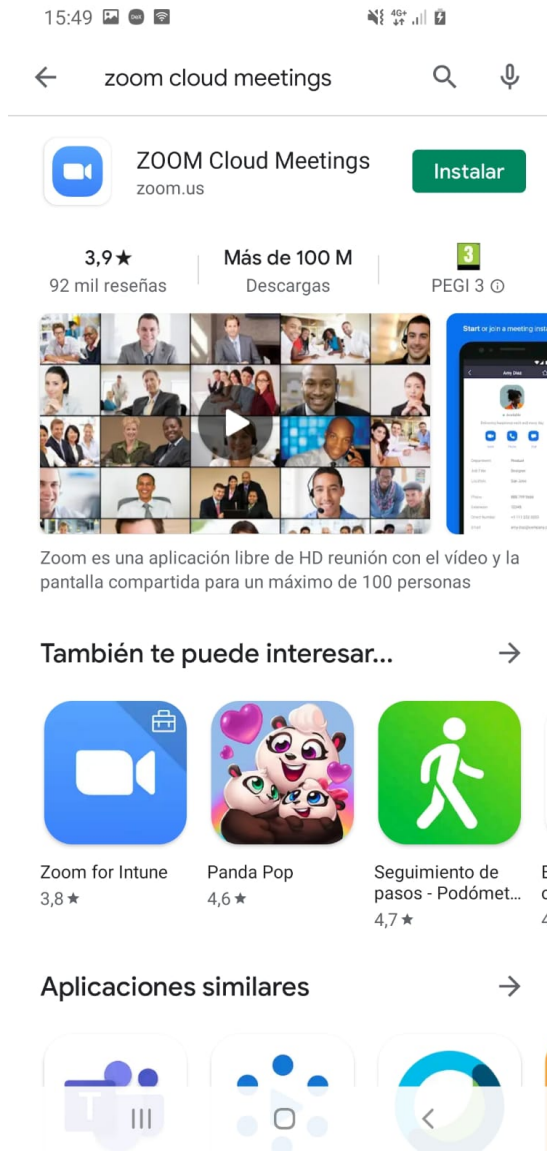 15:49
4G+
zoom cloud meetings
ZOOM Cloud Meetings
zoom.us
Instalar
3,9★
92 mil reseñas
Más de 100 M
Descargas
3
PEGI 3
Start or join a meeting inst
Zoom es una aplicación libre de HD reunión con el vídeo y la
pantalla compartida para un máximo de 100 personas
También te puede interesar...
Zoom for Intune
3,8★
Panda Pop
4,6★
Seguimiento de
pasos - Podómet...
4,7★
Aplicaciones similares
T